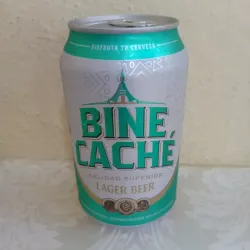 DISFRUTA TU CERVEZA
BINE
CACHÉ
CALIDAD SUPERIOR
LAGER BEER